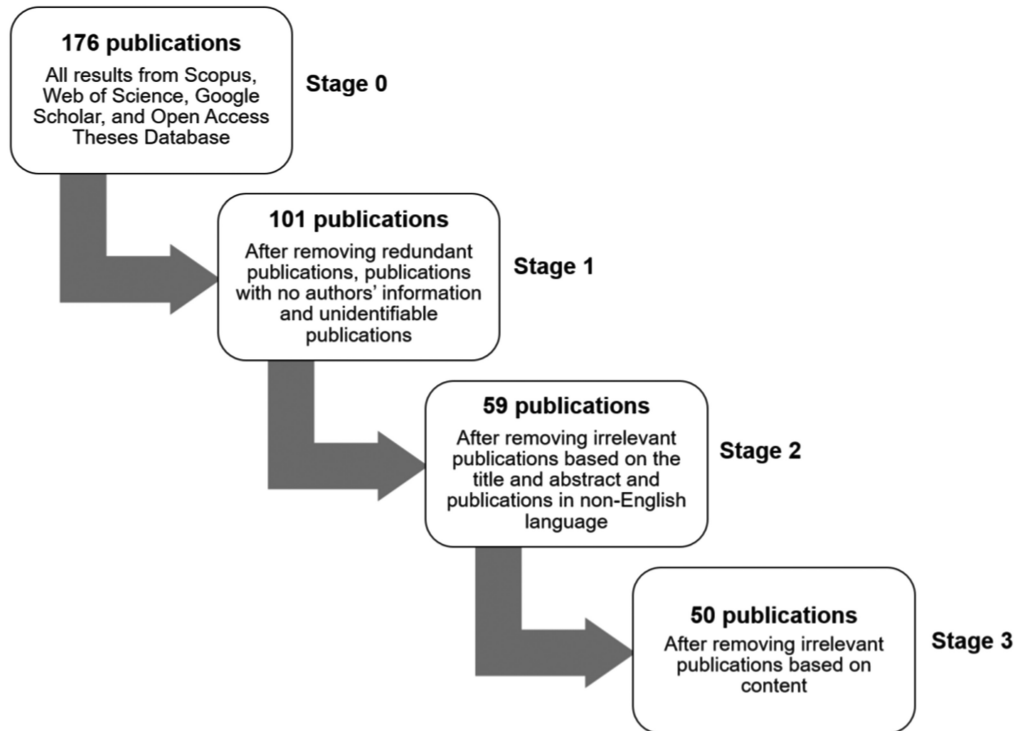 176 publications
All results from Scopus,
Web of Science, Google
Scholar, and Open Access
Theses Database
Stage 0
101 publications
After removing redundant
publications, publications
with no authors’ information
and unidentifiable
publications
Stage 1
59 publications
After removing irrelevant
publications based on the
title and abstract and
publications in non-English
language
Stage 2
50 publications
After removing irrelevant
publications based on
content
Stage 3